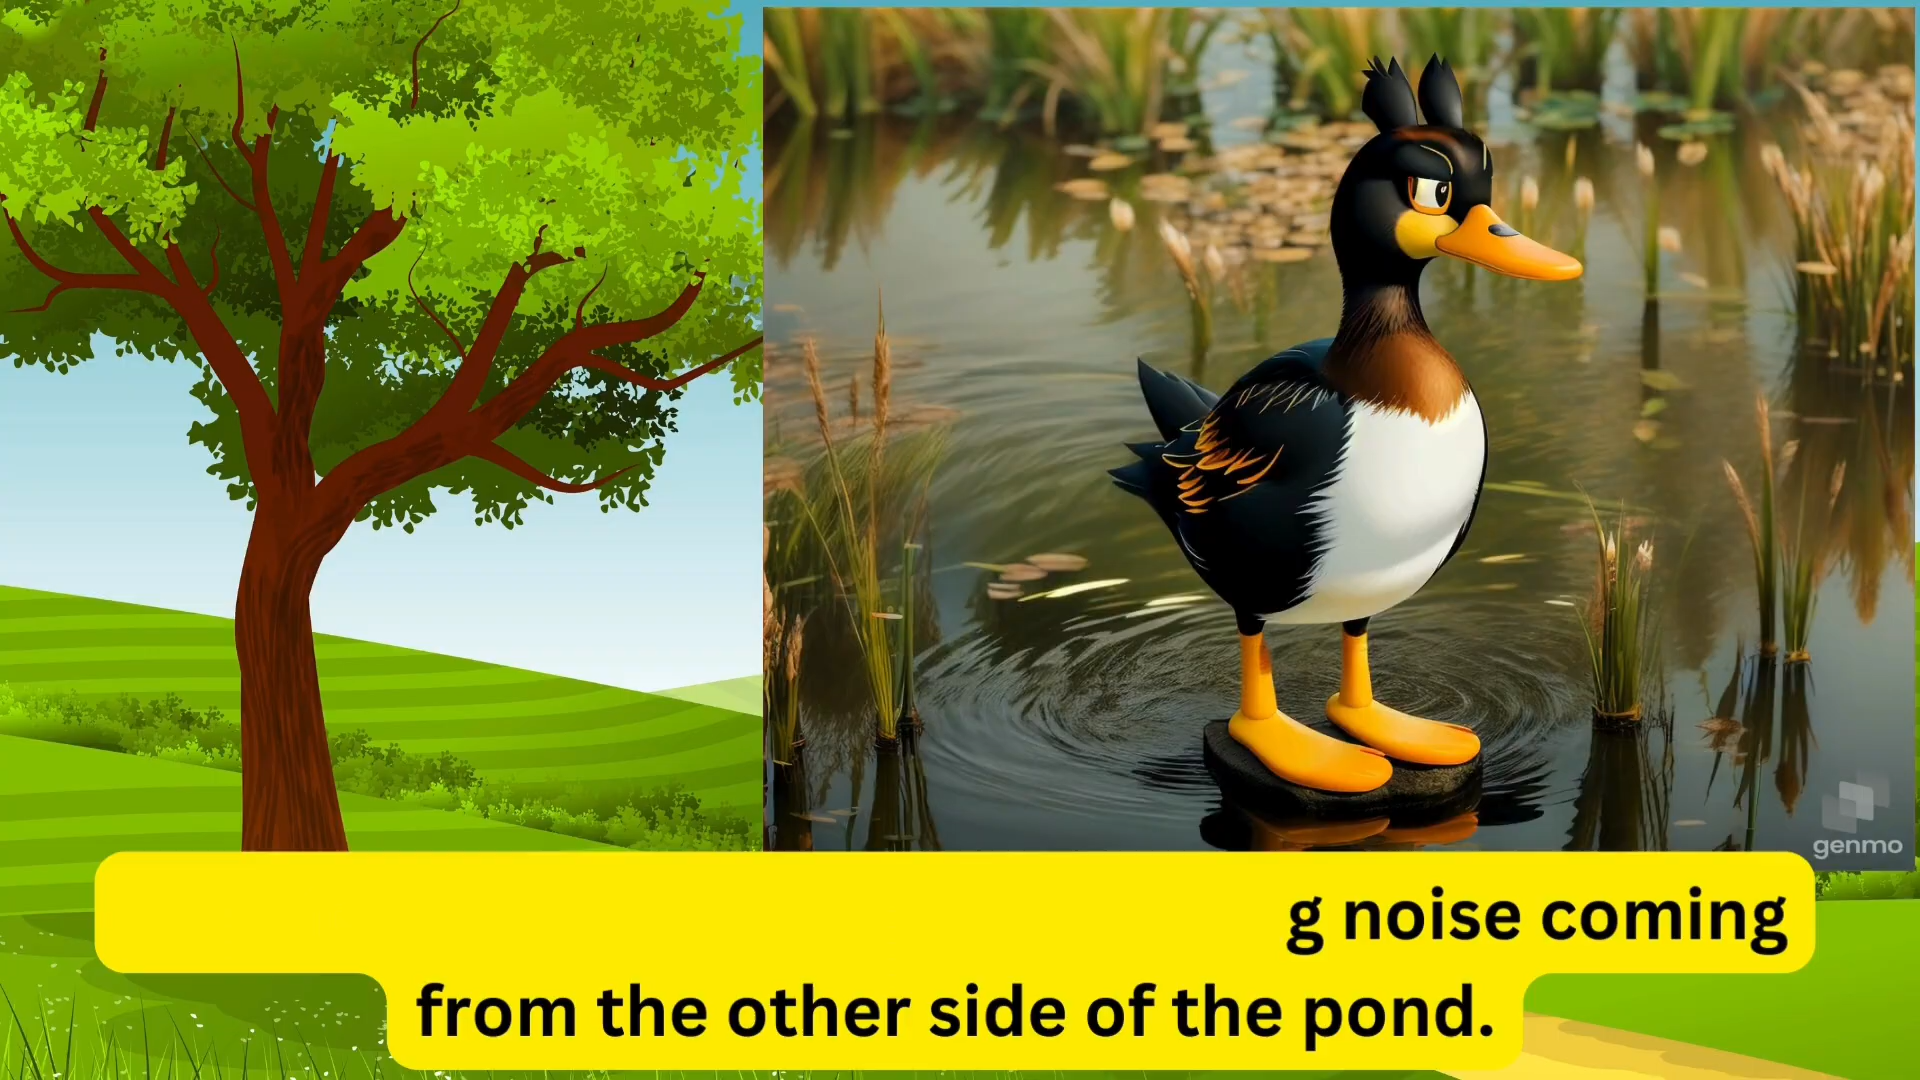 genmo
g noise coming
from the other side of the pond.